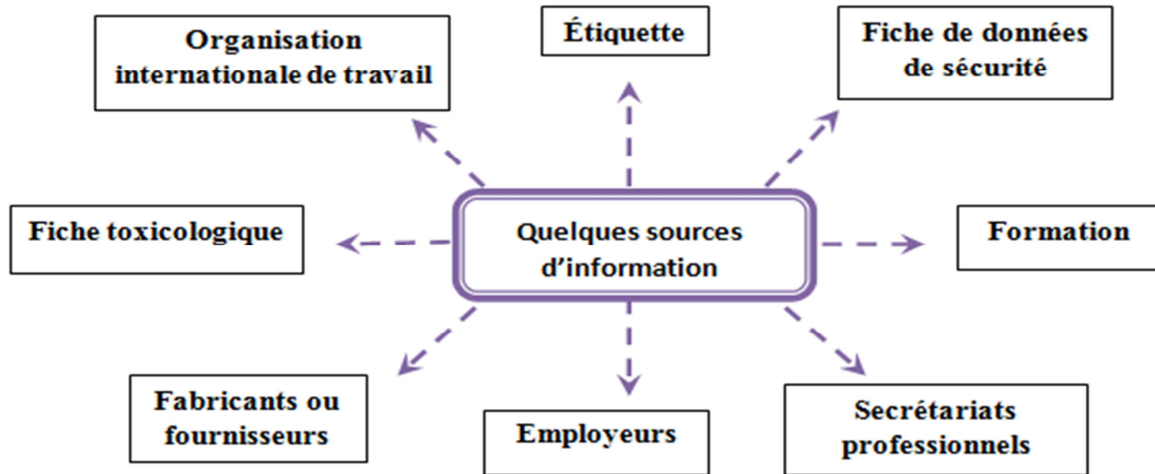 Organisation
internationale de travail
Étiquette
Fiche de données
de sécurité
Fiche toxicologique
Quelques sources
d'information
Formation
Fabricants ou
fournisseurs
Employeurs
Secrétariats
professionnels